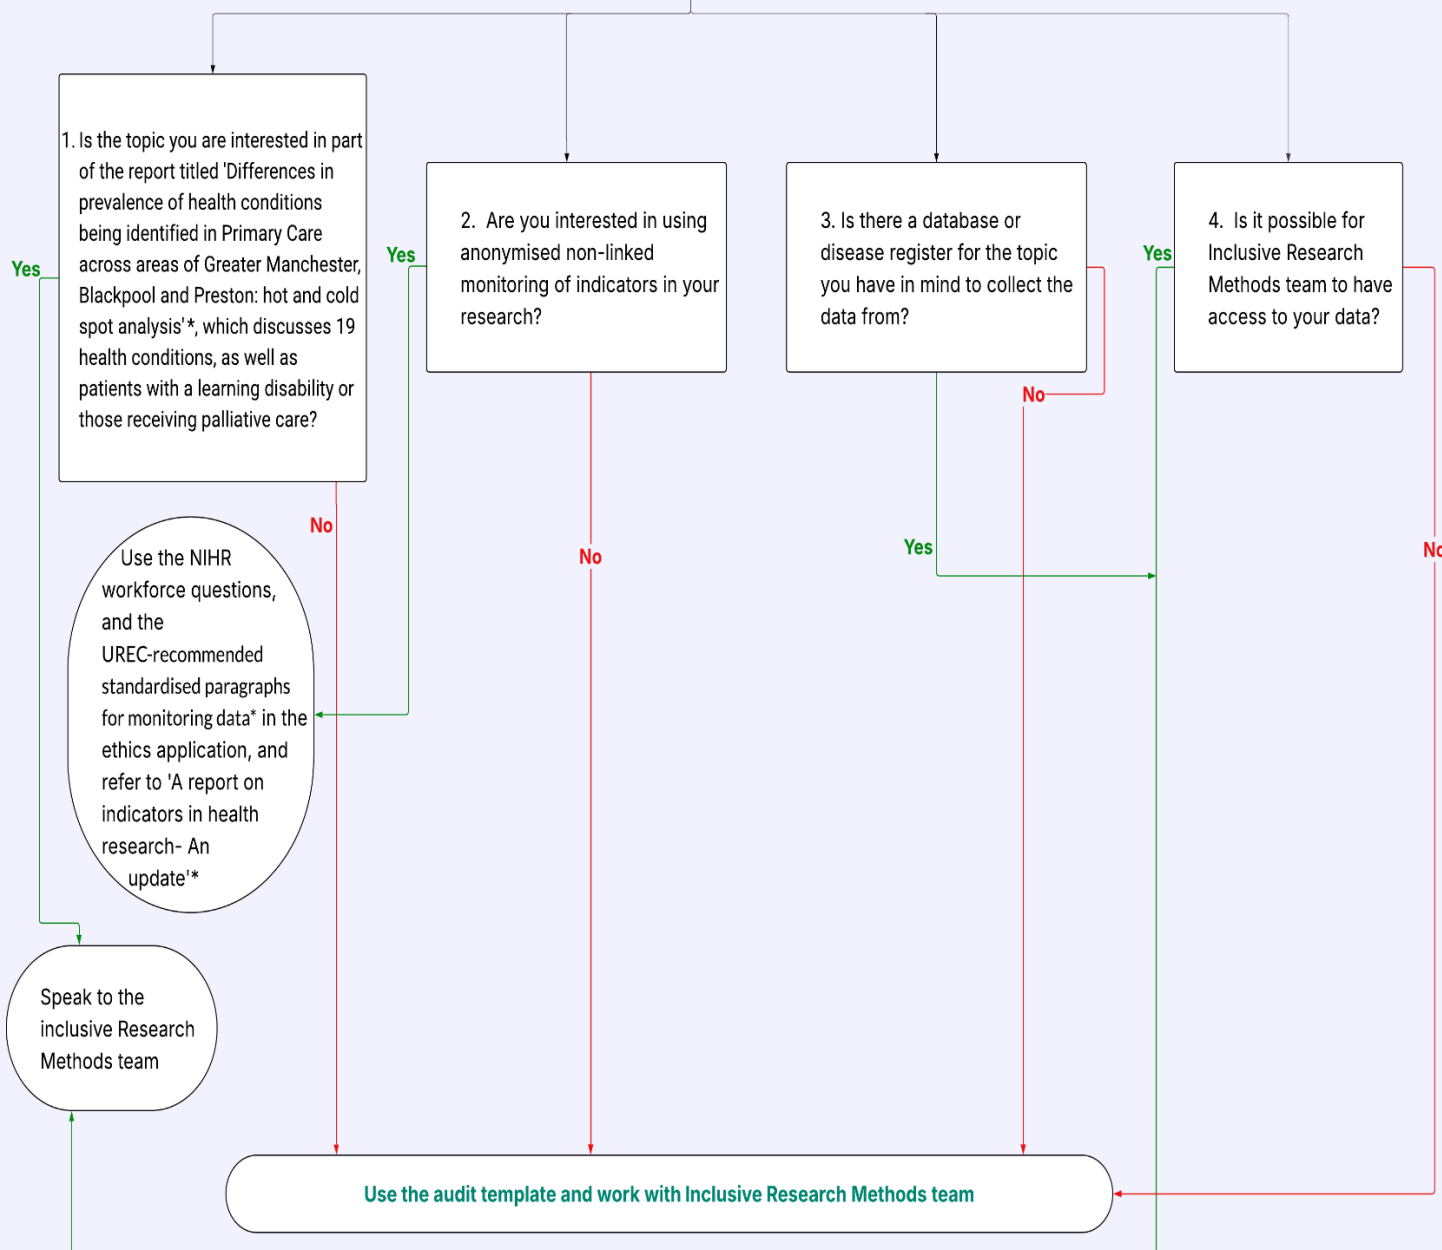 1. Is the topic you are interested in part
of the report titled 'Differences in
prevalence of health conditions
being identified in Primary Care
across areas of Greater Manchester,
Blackpool and Preston: hot and cold
spot analysis'*, which discusses 19
health conditions, as well as
patients with a learning disability or
those receiving palliative care?
2. Are you interested in using
anonymised non-linked
monitoring of indicators in your
research?
3. Is there a database or
disease register for the topic
you have in mind to collect the
data from?
4. Is it possible for
Inclusive Research
Methods team to have
access to your data?
Yes
Yes
Yes
No
No
No
Yes
No
Use the NIHR
workforce questions,
and the
UREC-recommended
standardised paragraphs
for monitoring data* in the
ethics application, and
refer to 'A report on
indicators in health
research- An
update'*
Speak to the
inclusive Research
Methods team
Use the audit template and work with Inclusive Research Methods team